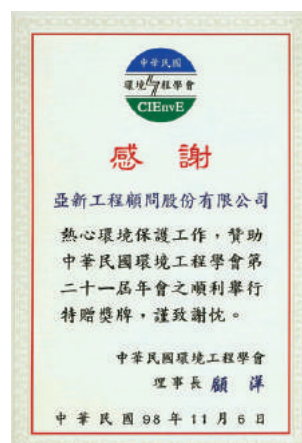 中華民國
環境工程學會
CIEnvE
感謝
亞新工程顧問股份有限公司
熱心環境保護工作，贊助
中華民國環境工程學會第
二十一屆年會之順利舉行
特贈獎牌，謹致謝忱。
中華民國環境工程學會
理事長 顧洋
中華民國98年11月6日